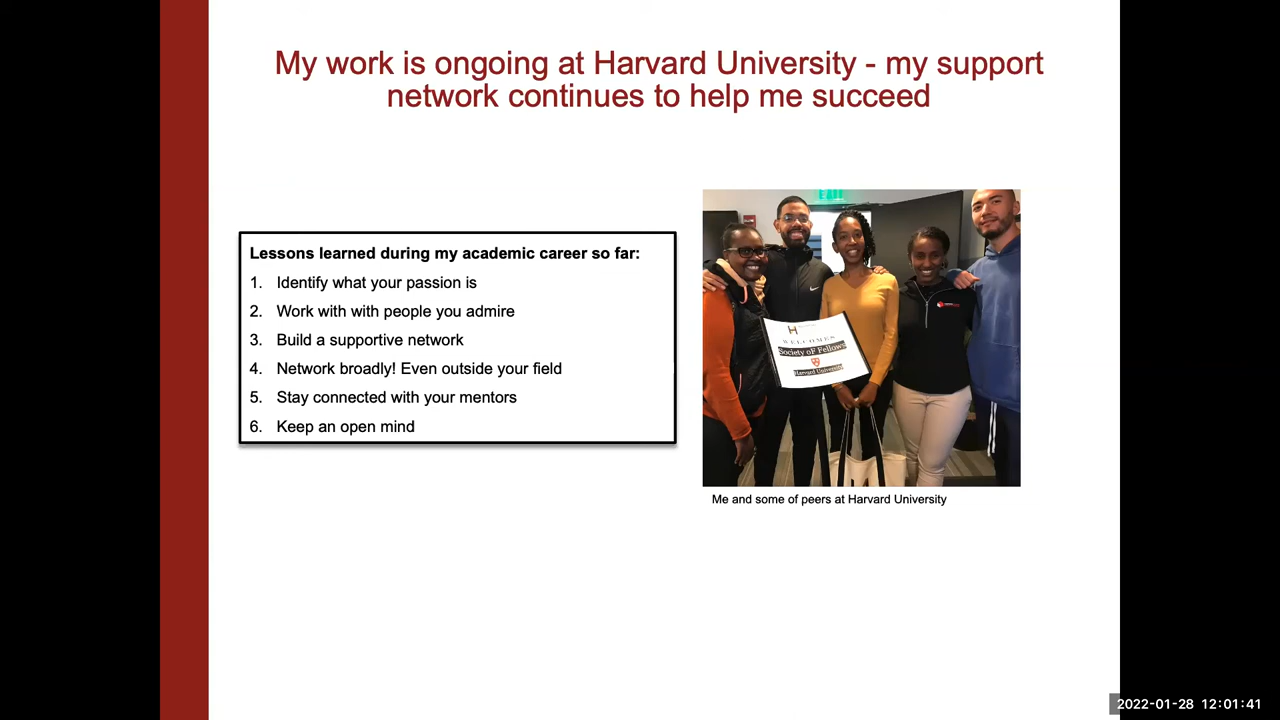 My work is ongoing at Harvard University - my support
network continues to help me succeed
Lessons learned during my academic career so far:
1. Identify what your passion is
2. Work with with people you admire
3. Build a supportive network
4. Network broadly! Even outside your field
5. Stay connected with your mentors
6. Keep an open mind
EXIT
H
WELCOMES
Society oF Fellows
Harvard University
Me and some of peers at Harvard University
2022-01-28 12:01:41